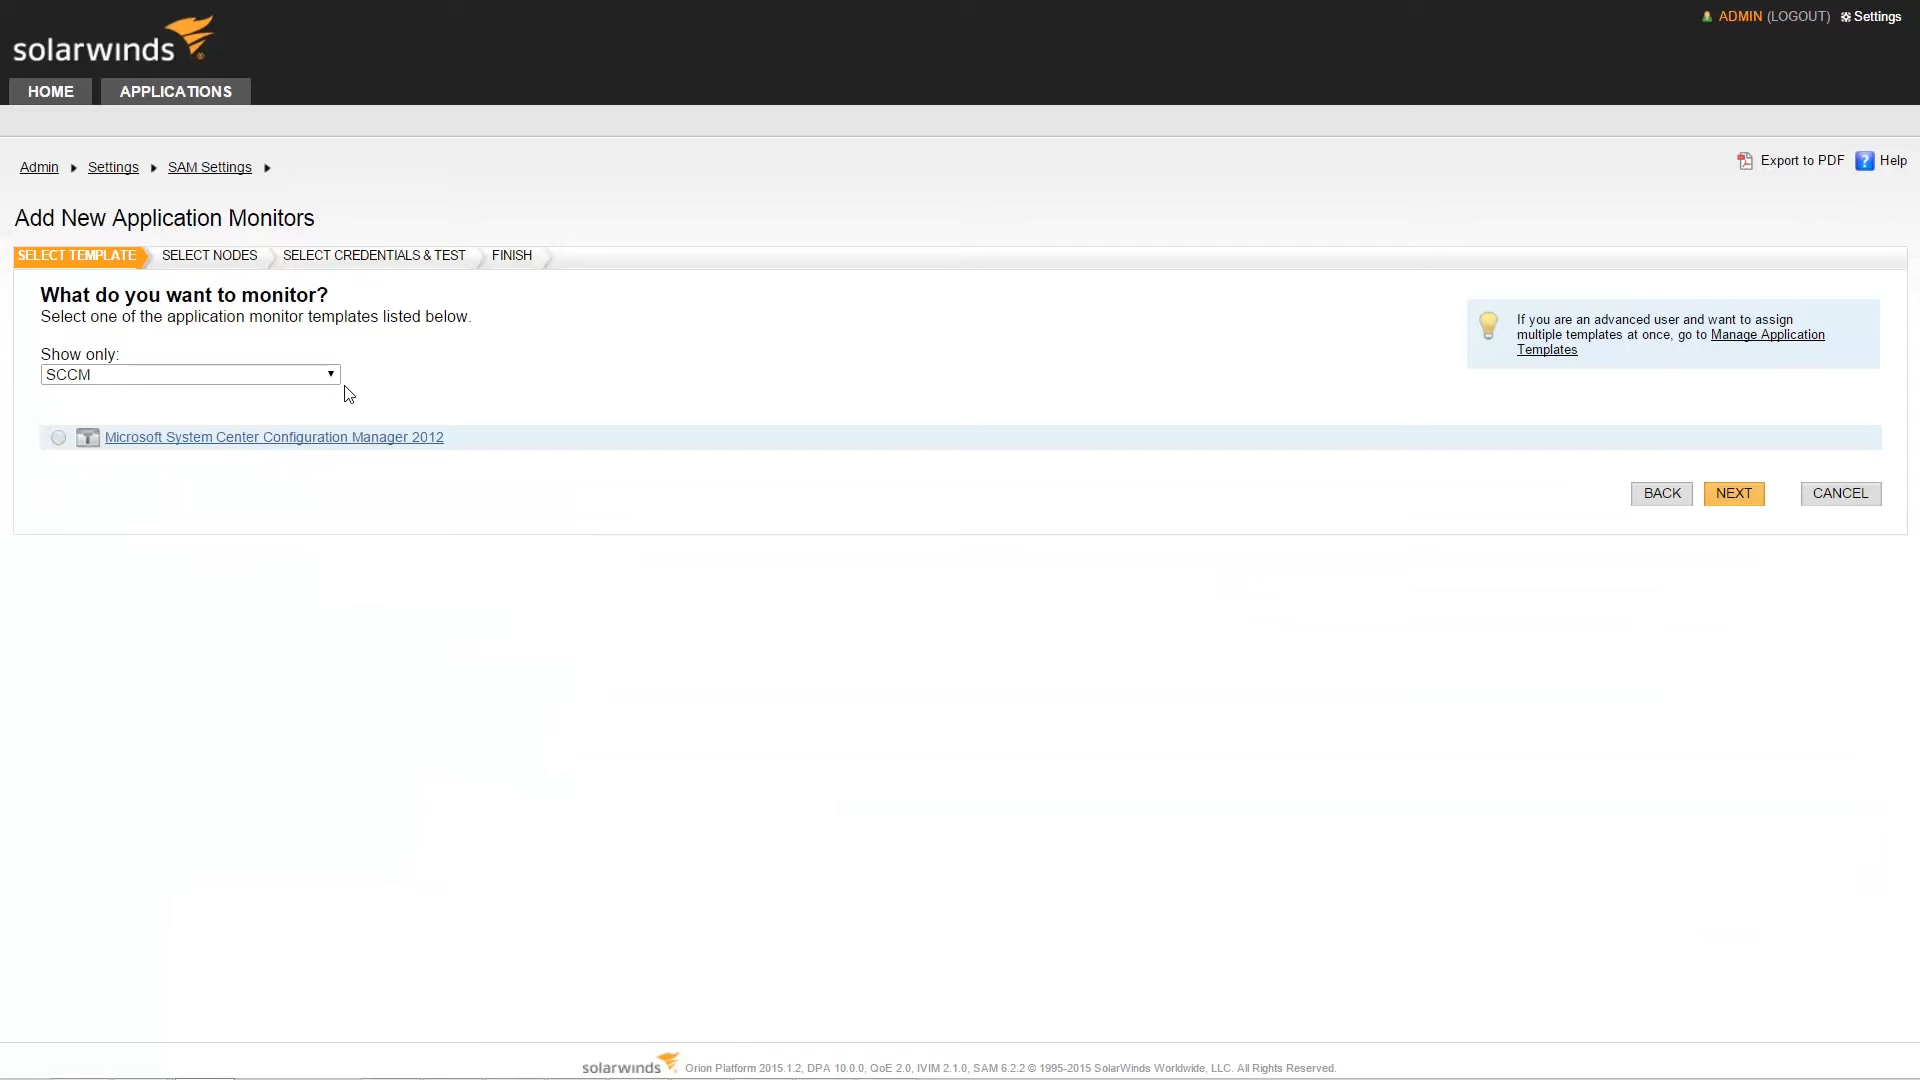 ADMIN (LOGOUT) Settings
solarwinds
HOME APPLICATIONS
Admin Settings SAM Settings
Export to PDF ? Help
Add New Application Monitors
SELECT TEMPLATE SELECT NODES SELECT CREDENTIALS & TEST FINISH
What do you want to monitor?
Select one of the application monitor templates listed below.
If you are an advanced user and want to assign
multiple templates at once, go to Manage Application
Templates
Show only:
SCCM
Microsoft System Center Configuration Manager 2012
BACK NEXT CANCEL
solarwinds Orion Platform 2015.1.2, DPA 10.0.0, QoE 2.0, IVIM 2.1.0, SAM 6.2.2 © 1995-2015 SolarWinds Worldwide, LLC. All Rights Reserved.